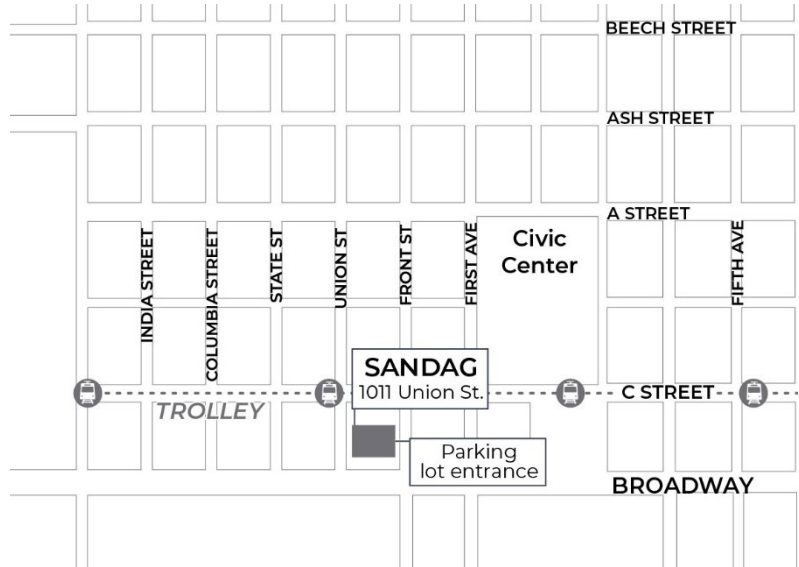 BEECH STREET
ASH STREET
A STREET
Civic
Center
INDIA STREET
COLUMBIA STREET
STATE ST
UNION ST
FRONT ST
FIRST AVE
FIFTH AVE
SANDAG
1011 Union St.
C STREET
TROLLEY
Parking
lot entrance
BROADWAY